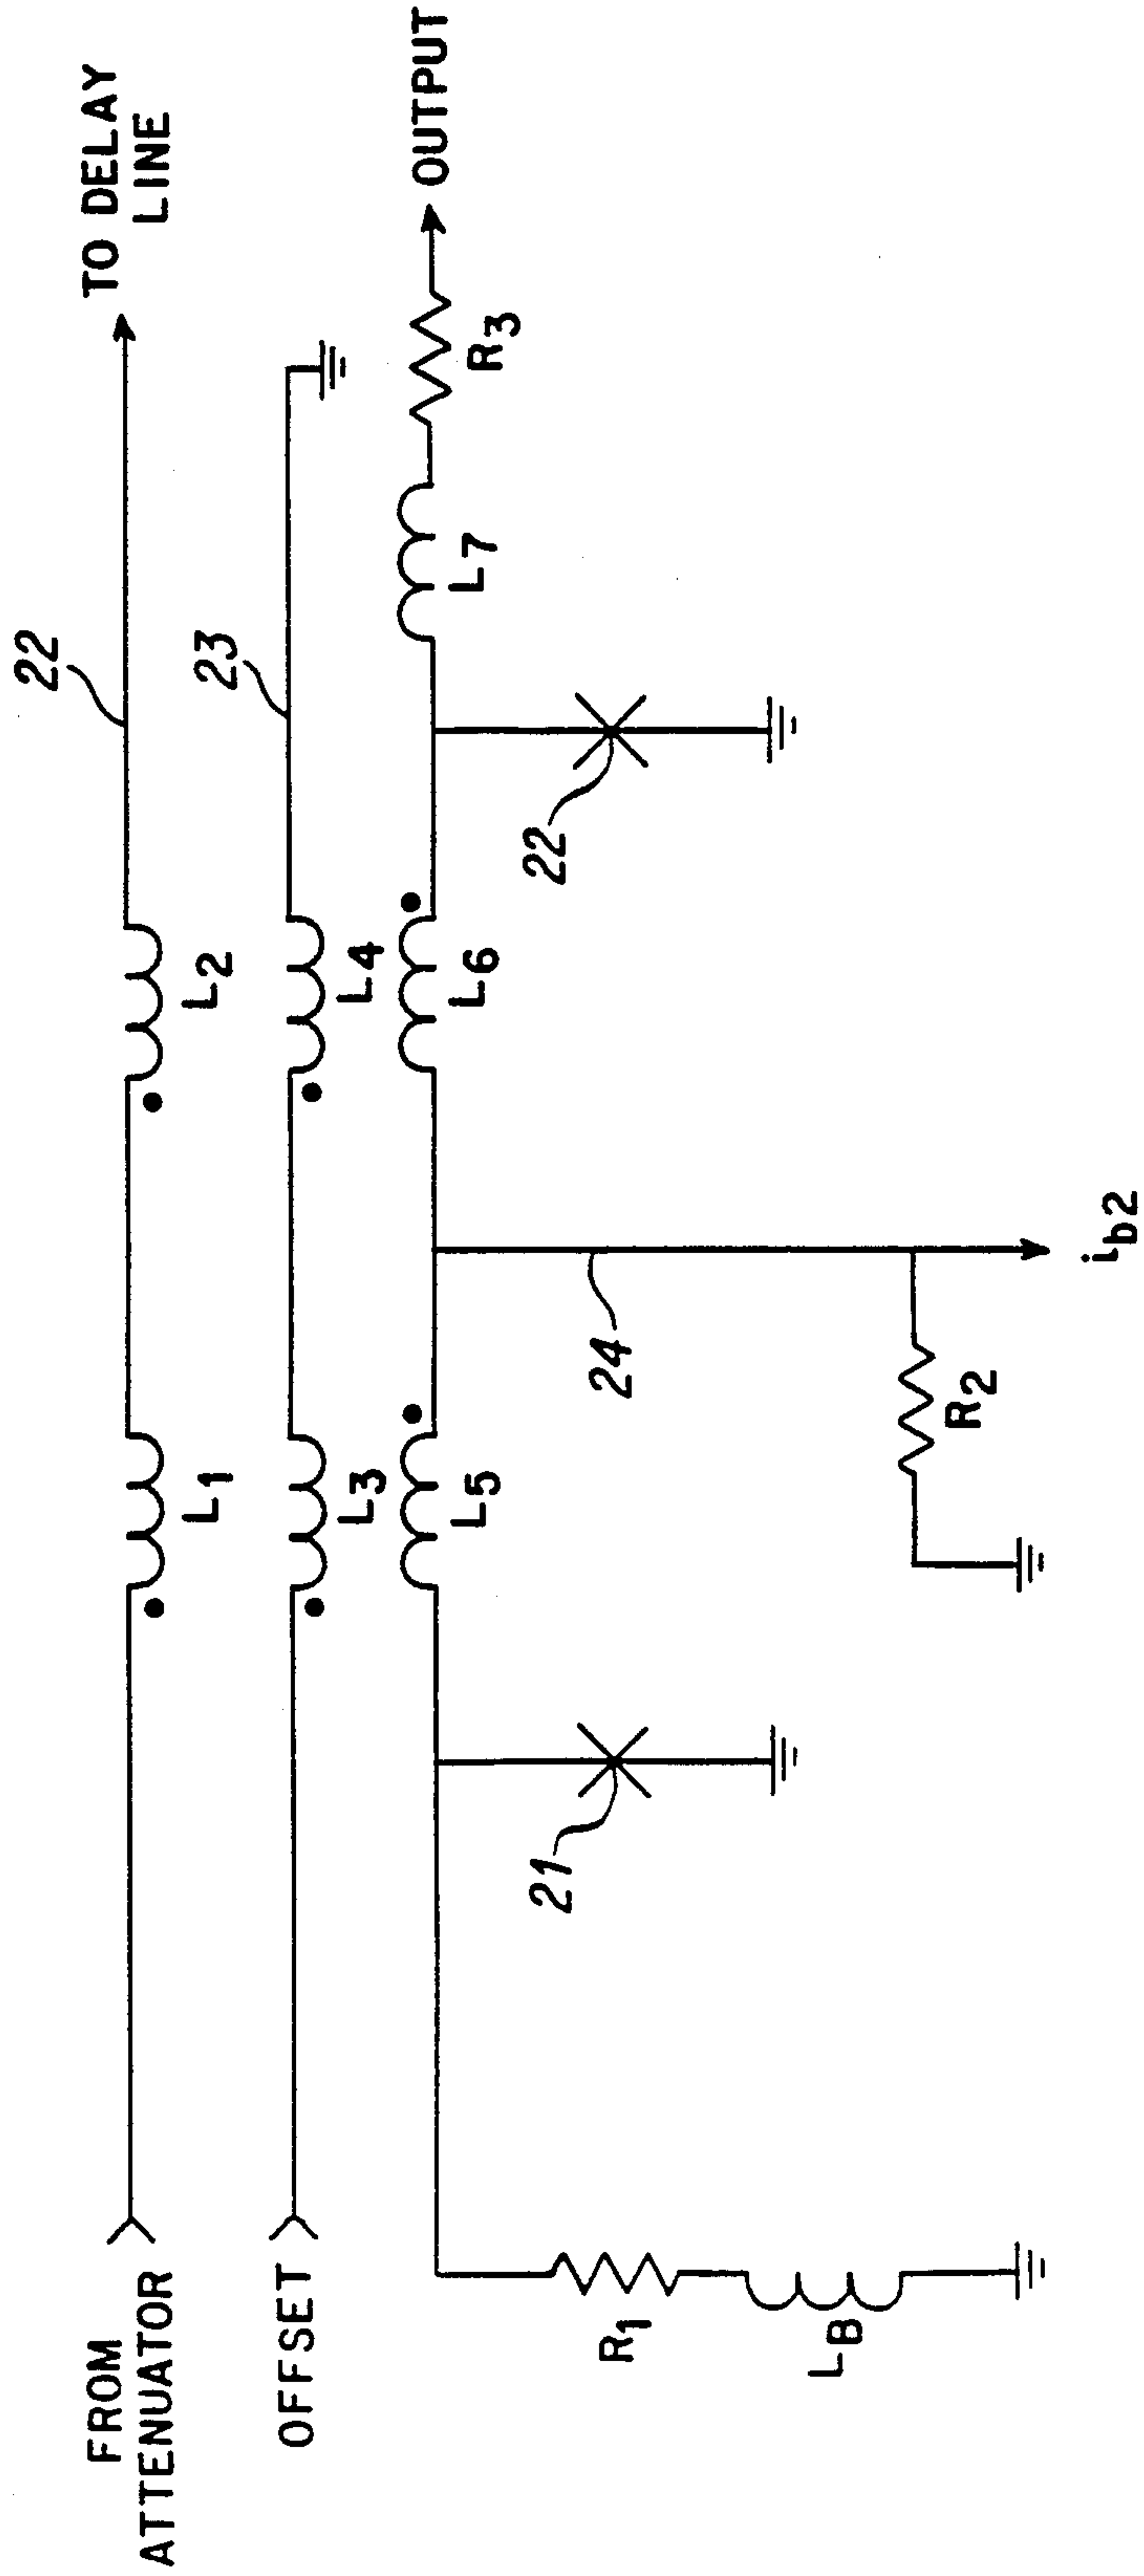 FROM
ATTENUATOR
L1
L2
22
TO DELAY
LINE
OFFSET
L3
L4
23
L5
L6
L7
R3
OUTPUT
21
22
24
R1
LB
R2
ib2